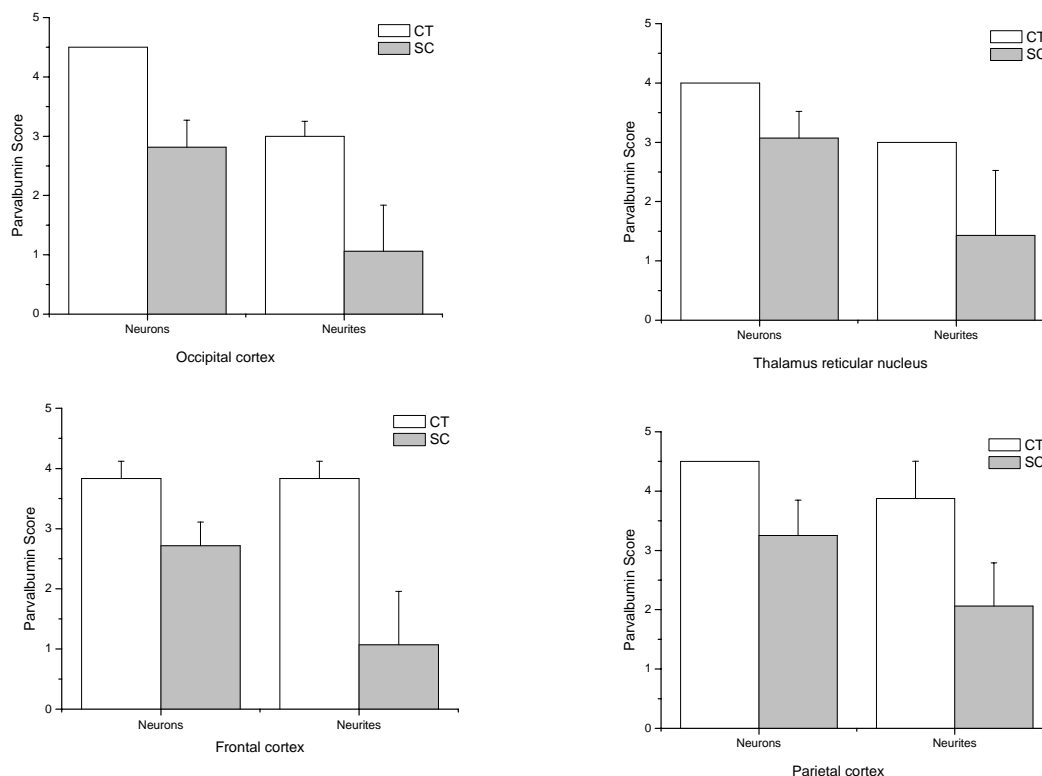 5
4
3
2
1
0
Parvalbumin Score
CT
SC
Neurons
Neurites
Occipital cortex
5
4
3
2
1
0
Parvalbumin Score
CT
SC
Neurons
Neurites
Thalamus reticular nucleus
5
4
3
2
1
0
Parvalbumin Score
CT
SC
Neurons
Neurites
Frontal cortex
5
4
3
2
1
0
Parvalbumin Score
CT
SC
Neurons
Neurites
Parietal cortex